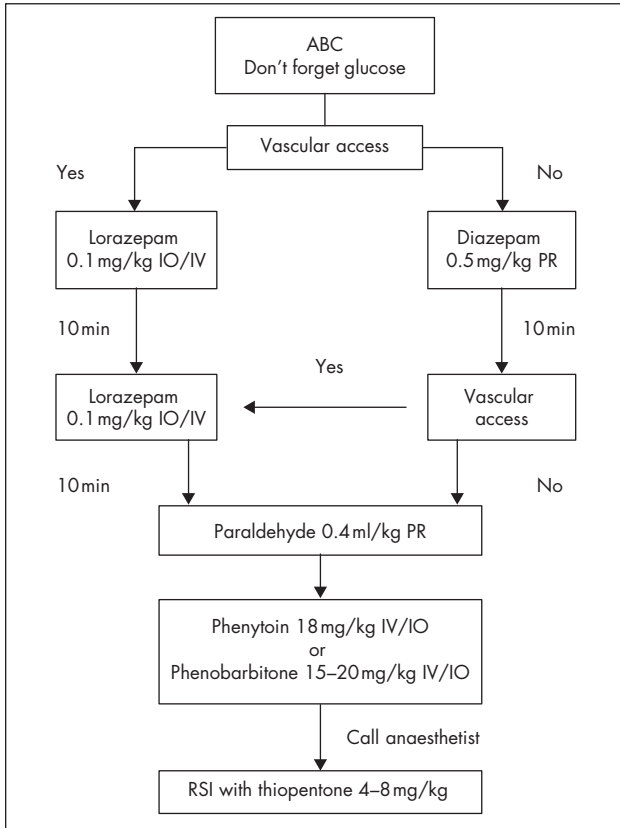 ABC
Don't forget glucose
Vascular access
Yes
No
Lorazepam
0.1 mg/kg IO/IV
Diazepam
0.5 mg/kg PR
10 min
10 min
Lorazepam
0.1 mg/kg IO/IV
Yes
Vascular
access
10 min
No
Paraldehyde 0.4 ml/kg PR
Phenytoin 18 mg/kg IV/IO
or
Phenobarbitone 15–20 mg/kg IV/IO
Call anaesthetist
RSI with thiopentone 4–8 mg/kg